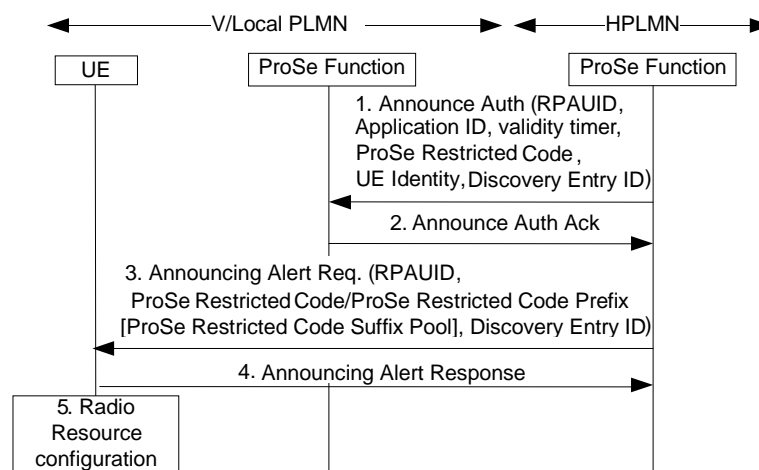 V/Local PLMN
HPLMN
UE
ProSe Function
ProSe Function
1. Announce Auth (RPAUID,
Application ID, validity timer,
ProSe Restricted Code,
UE Identity, Discovery Entry ID)
2. Announce Auth Ack
3. Announcing Alert Req. (RPAUID,
ProSe Restricted Code/ProSe Restricted Code Prefix
[ProSe Restricted Code Suffix Pool], Discovery Entry ID)
4. Announcing Alert Response
5. Radio
Resource
configuration